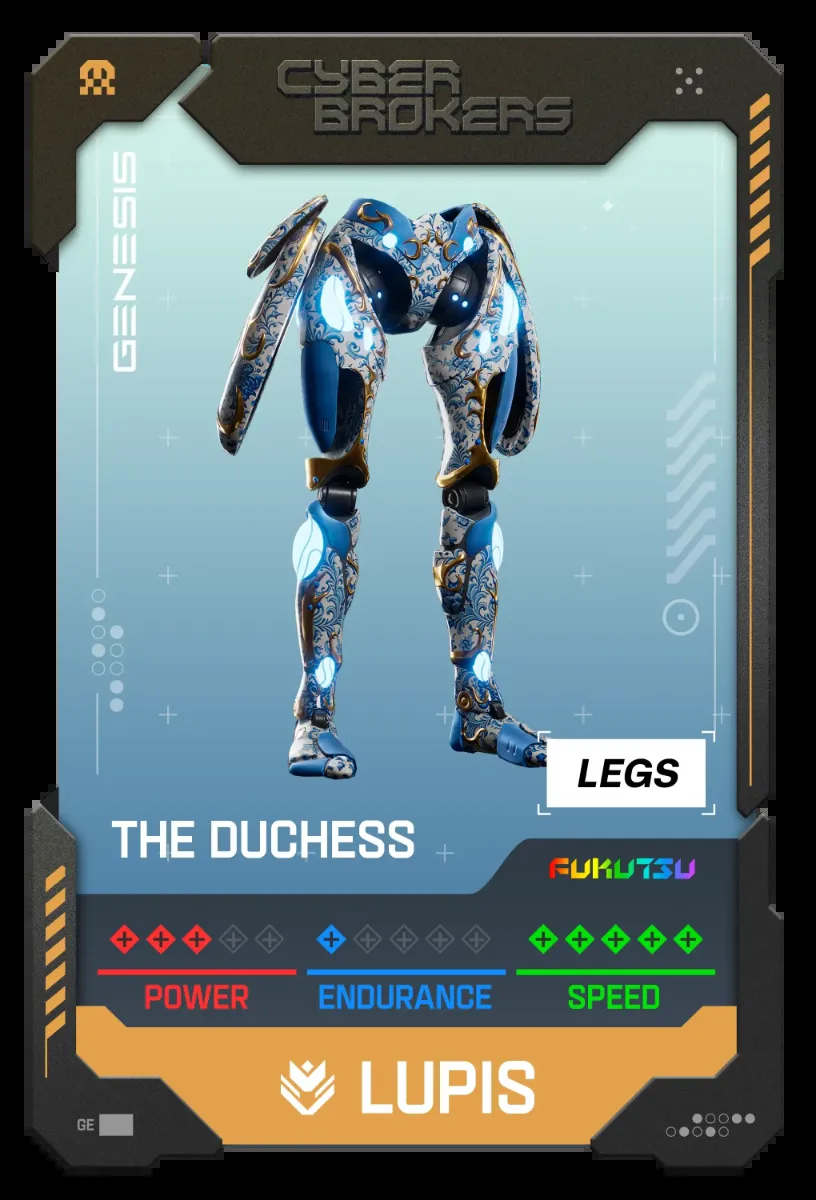 CYBER
BROKERS
GENESIS
LEGS
THE DUCHESS
FUKUTSU
POWER
ENDURANCE
SPEED
LUPIS
GE